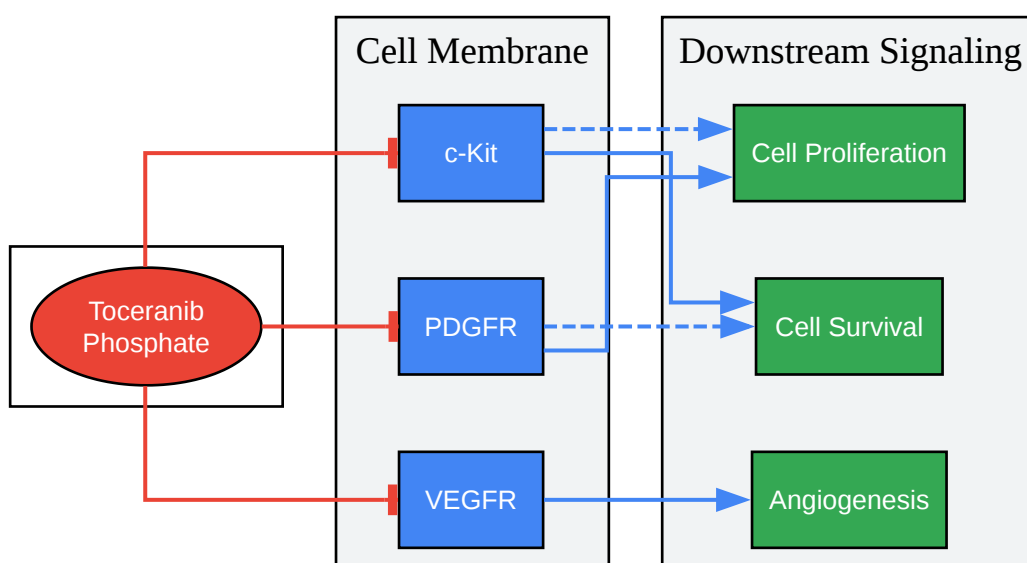 Cell Membrane
Downstream Signaling
c-Kit
Cell Proliferation
Toceranib
Phosphate
PDGFR
Cell Survival
VEGFR
Angiogenesis